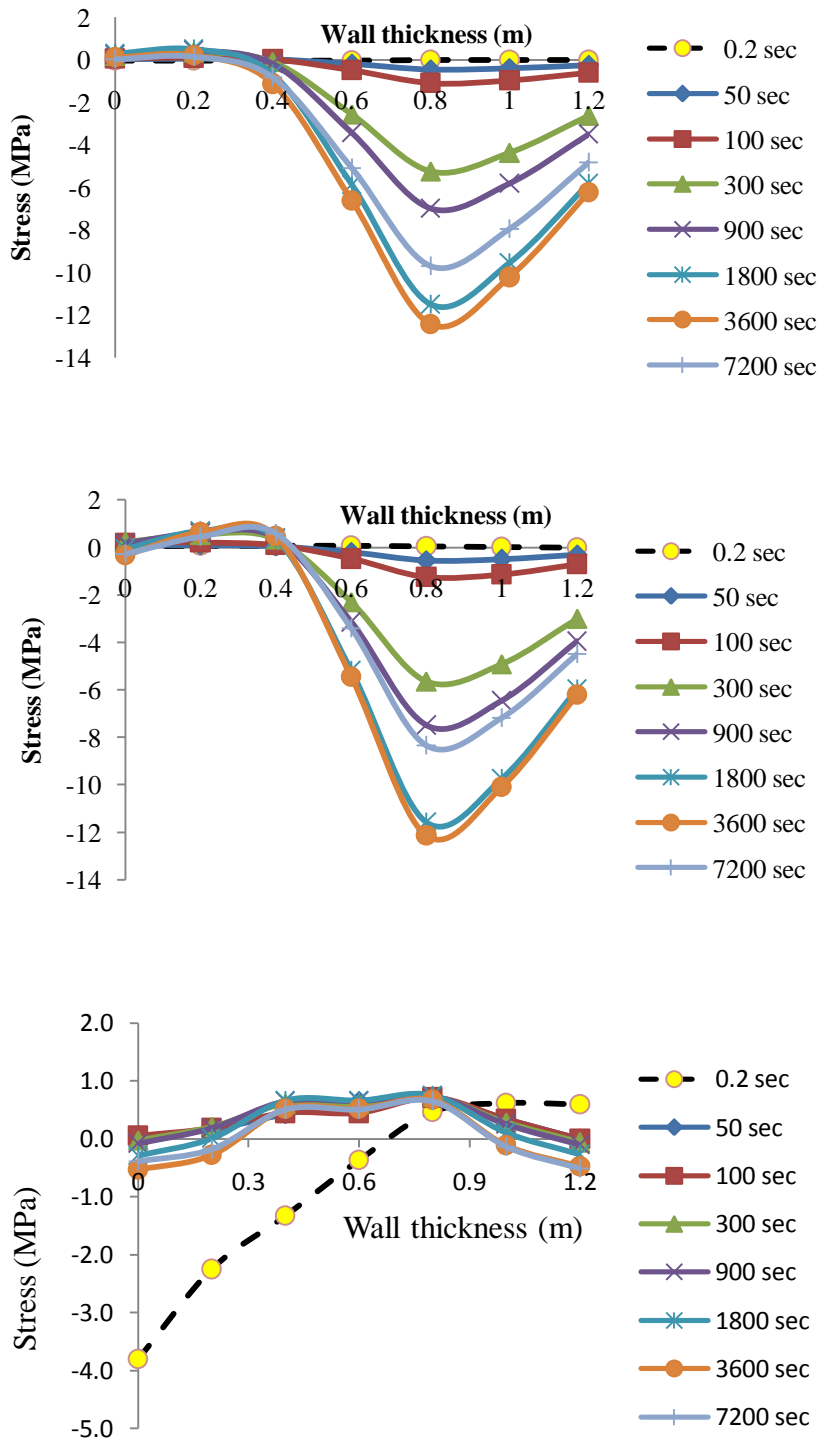 Wall thickness (m)
Stress (MPa)
2
0
-2
-4
-6
-8
-10
-12
-14
0 0.2 0.4 0.6 0.8 1 1.2
0.2 sec
50 sec
100 sec
300 sec
900 sec
1800 sec
3600 sec
7200 sec
Wall thickness (m)
Stress (MPa)
2
0
-2
-4
-6
-8
-10
-12
-14
0 0.2 0.4 0.6 0.8 1 1.2
0.2 sec
50 sec
100 sec
300 sec
900 sec
1800 sec
3600 sec
7200 sec
Stress (MPa)
2.0
1.0
0.0
-1.0
-2.0
-3.0
-4.0
-5.0
0 0.3 0.6 0.9 1.2
Wall thickness (m)
0.2 sec
50 sec
100 sec
300 sec
900 sec
1800 sec
3600 sec
7200 sec